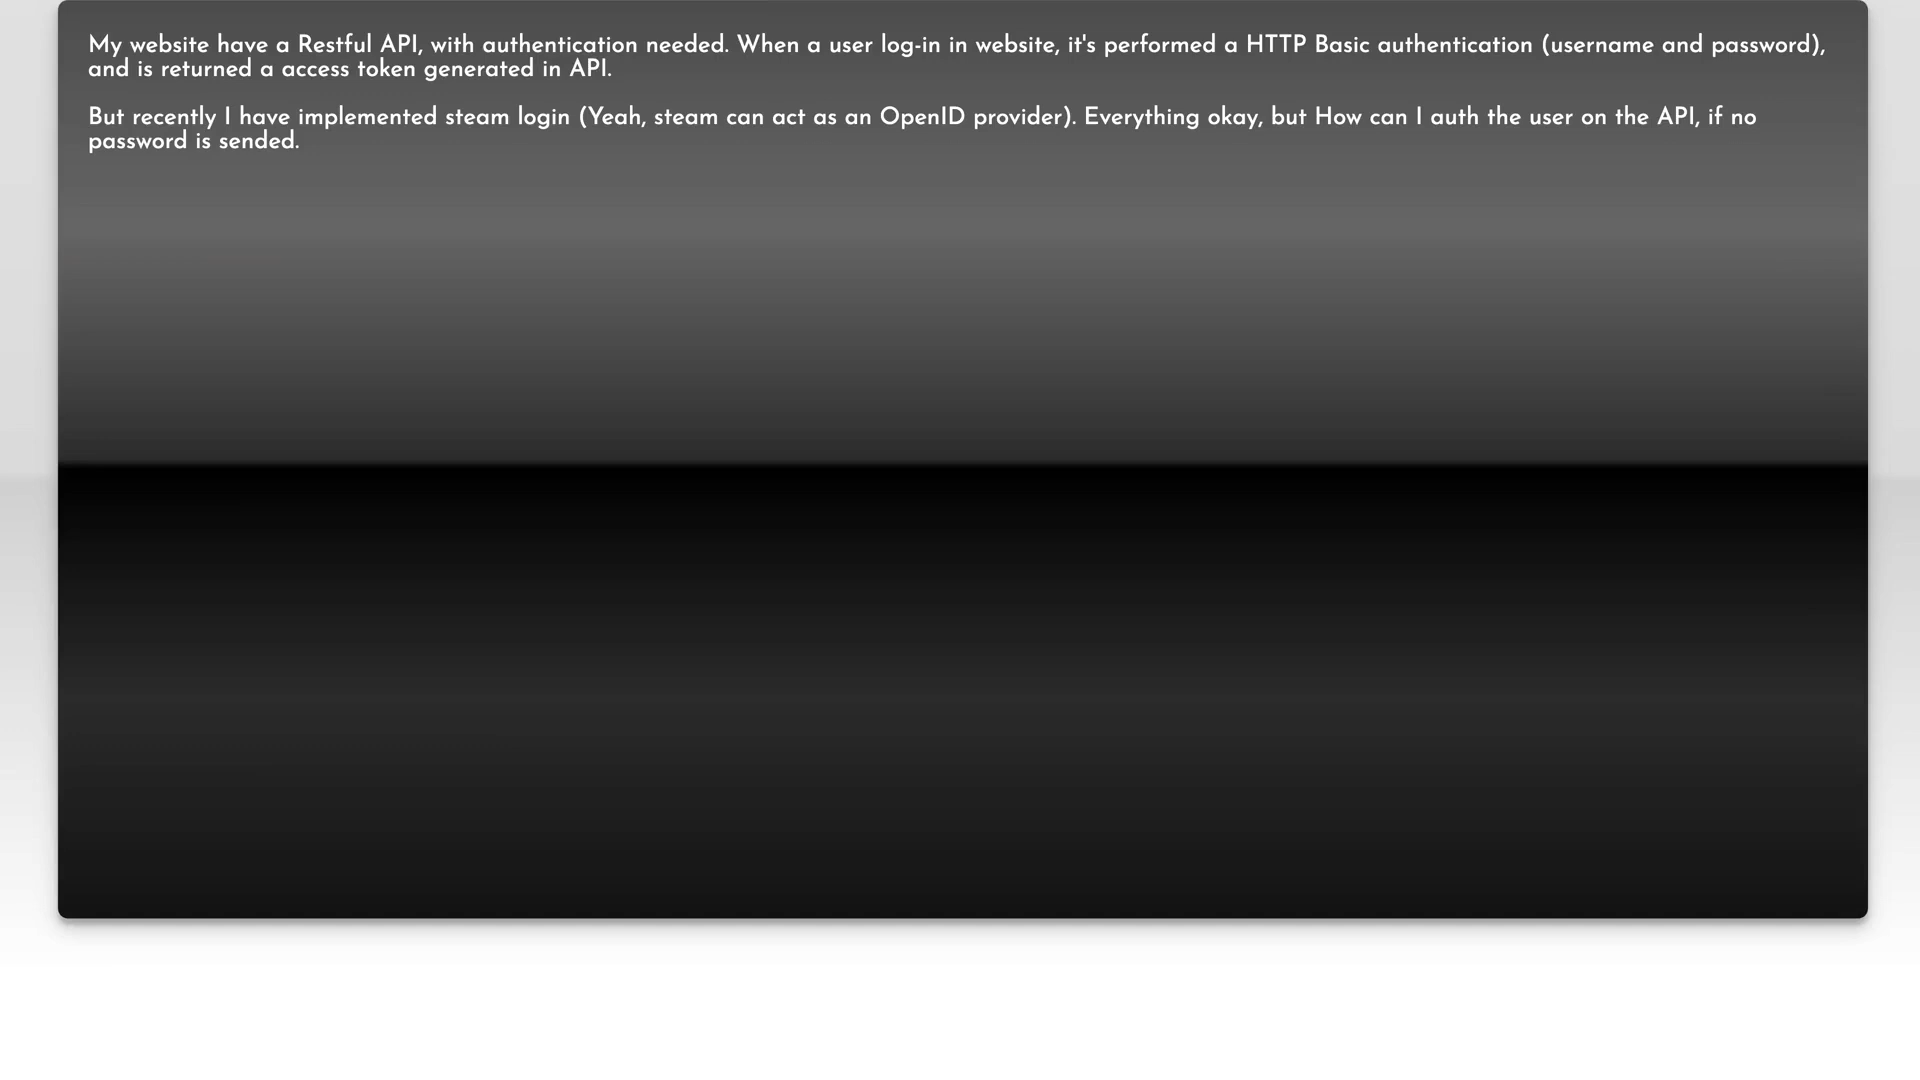 My website have a Restful API, with authentication needed. When a user log-in in website, it's performed a HTTP Basic authentication (username and password),
and is returned a access token generated in API.
But recently I have implemented steam login (Yeah, steam can act as an OpenID provider). Everything okay, but How can I auth the user on the API, if no
password is sended.